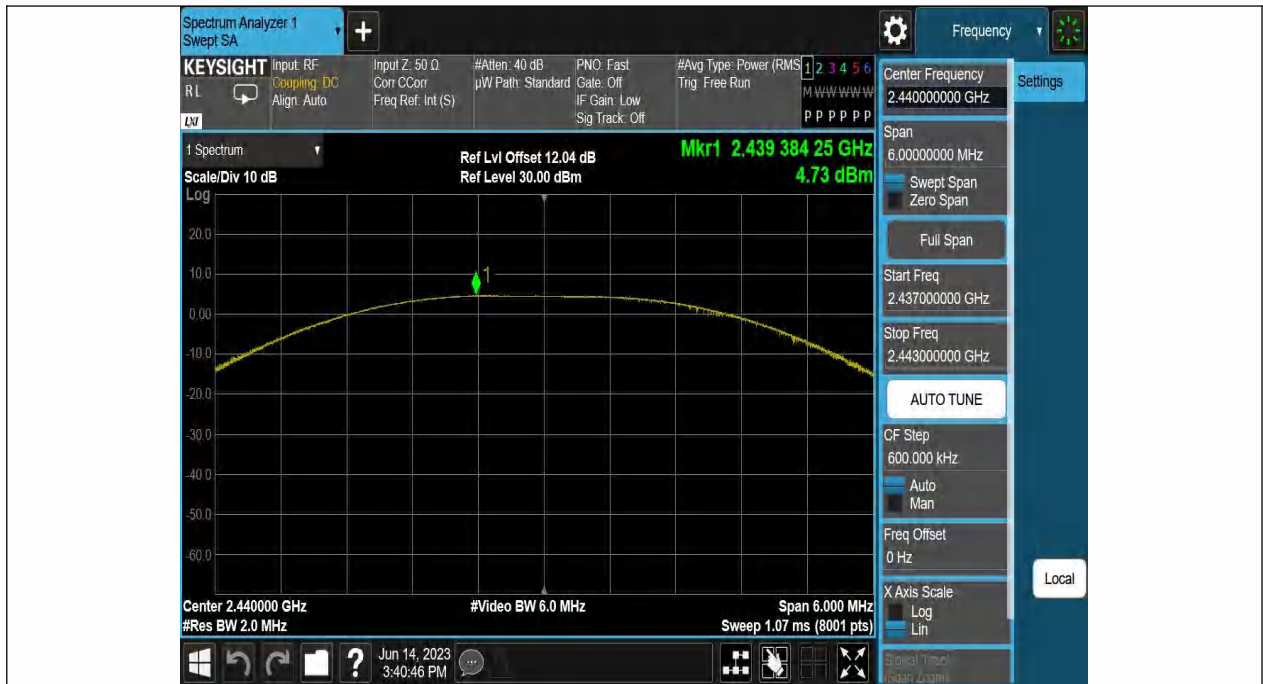 Spectrum Analyzer 1
Swept SA
+
Frequency
KEYSIGHT
RL
LXI
Input: RF
Coupling: DC
Align: Auto
Input Z: 50 Ω
Corr CCorr
Freq Ref: Int (S)
#Atten: 40 dB
µW Path: Standard
PNO: Fast
Gate: Off
IF Gain: Low
Sig Track: Off
#Avg Type: Power (RMS
Trig: Free Run
1 2 3 4 5 6
M W W W W W
P P P P P P
1 Spectrum
Scale/Div 10 dB
Log
Ref Lvl Offset 12.04 dB
Ref Level 30.00 dBm
Mkr1 2.439 384 25 GHz
4.73 dBm
20.0
10.0
0.00
-10.0
-20.0
-30.0
-40.0
-50.0
-60.0
1
Center 2.440000 GHz
#Res BW 2.0 MHz
#Video BW 6.0 MHz
Span 6.000 MHz
Sweep 1.07 ms (8001 pts)
Center Frequency
2.440000000 GHz
Settings
Span
6.00000000 MHz
Swept Span
Zero Span
Full Span
Start Freq
2.437000000 GHz
Stop Freq
2.443000000 GHz
AUTO TUNE
CF Step
600.000 kHz
Auto
Man
Freq Offset
0 Hz
X Axis Scale
Log
Lin
Local
Signal Track
(Span Zoom)
?
Jun 14, 2023
3:40:46 PM